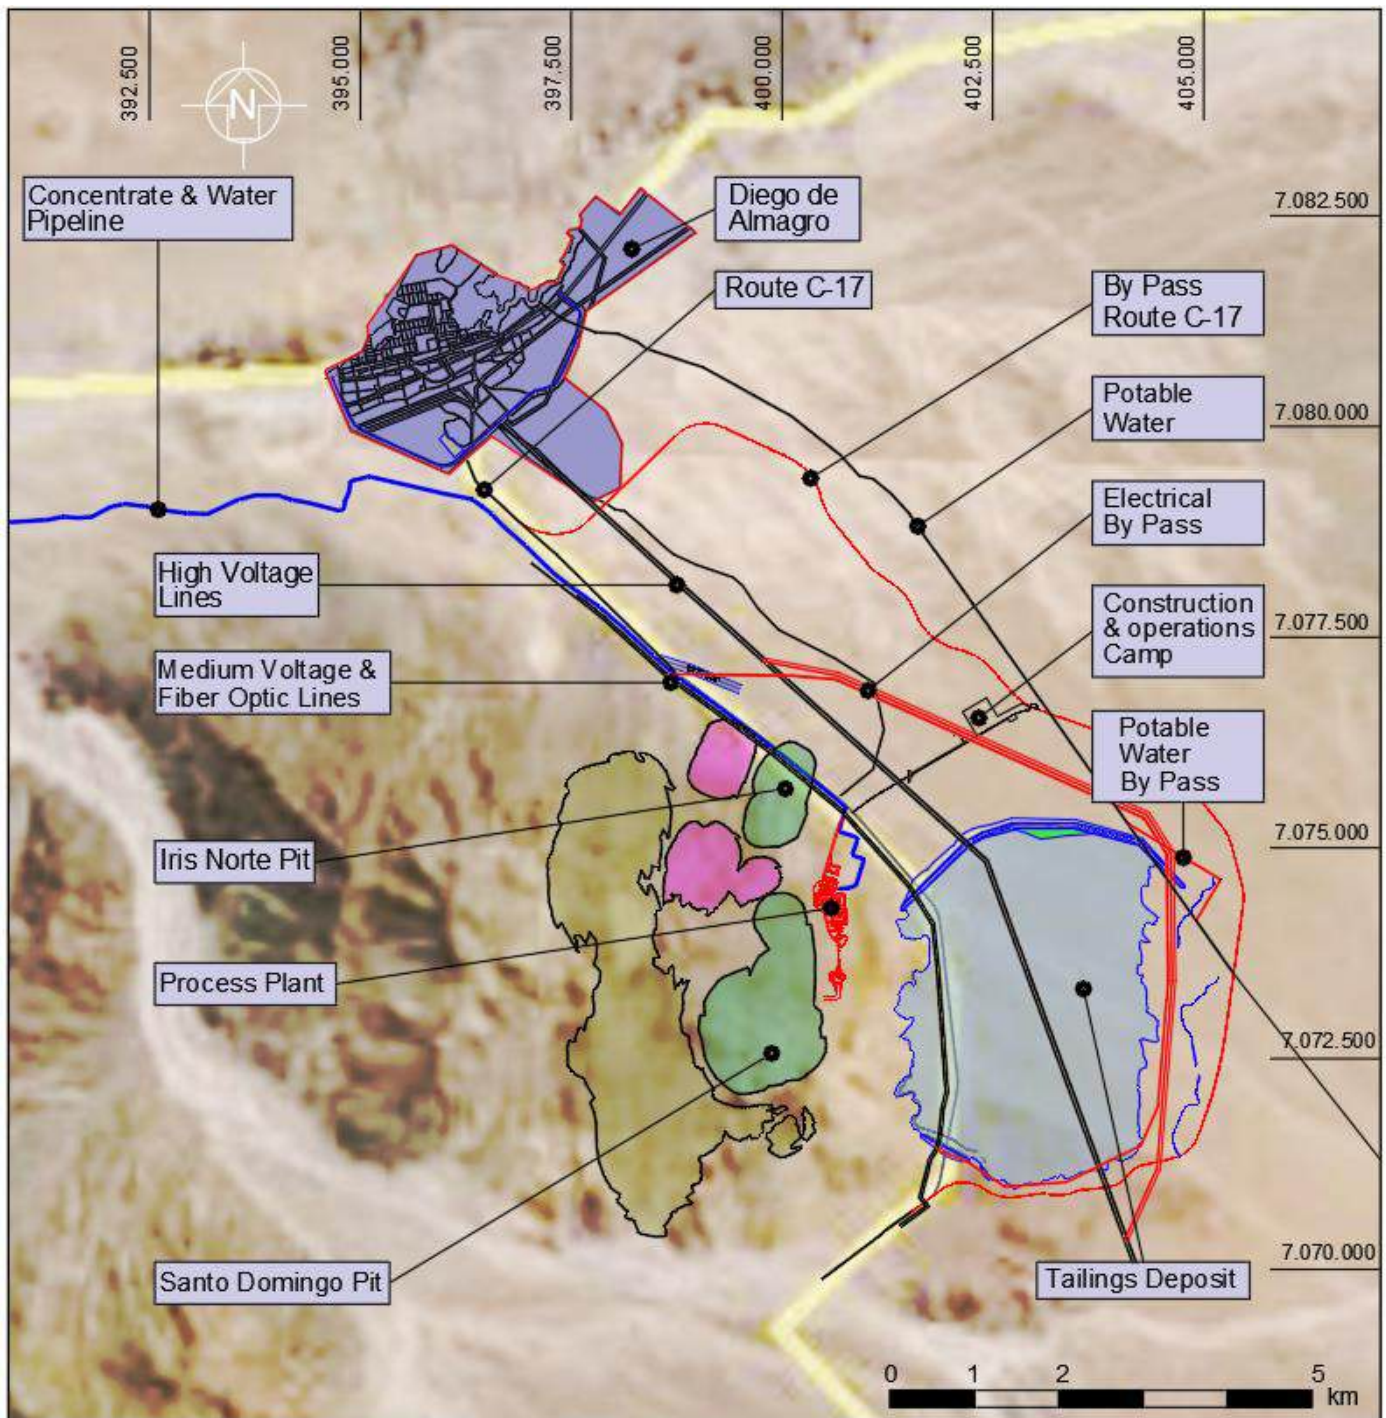 392.500
395.000
397.500
400.000
402.500
405.000
N
Concentrate & Water
Pipeline
Diego de
Almagro
7.082.500
Route C-17
By Pass
Route C-17
Potable
Water
7.080.000
Electrical
By Pass
High Voltage
Lines
Construction
& operations
Camp
7.077.500
Medium Voltage &
Fiber Optic Lines
Potable
Water
By Pass
Iris Norte Pit
7.075.000
Process Plant
7.072.500
Santo Domingo Pit
Tailings Deposit
7.070.000
0 1 2 5
km